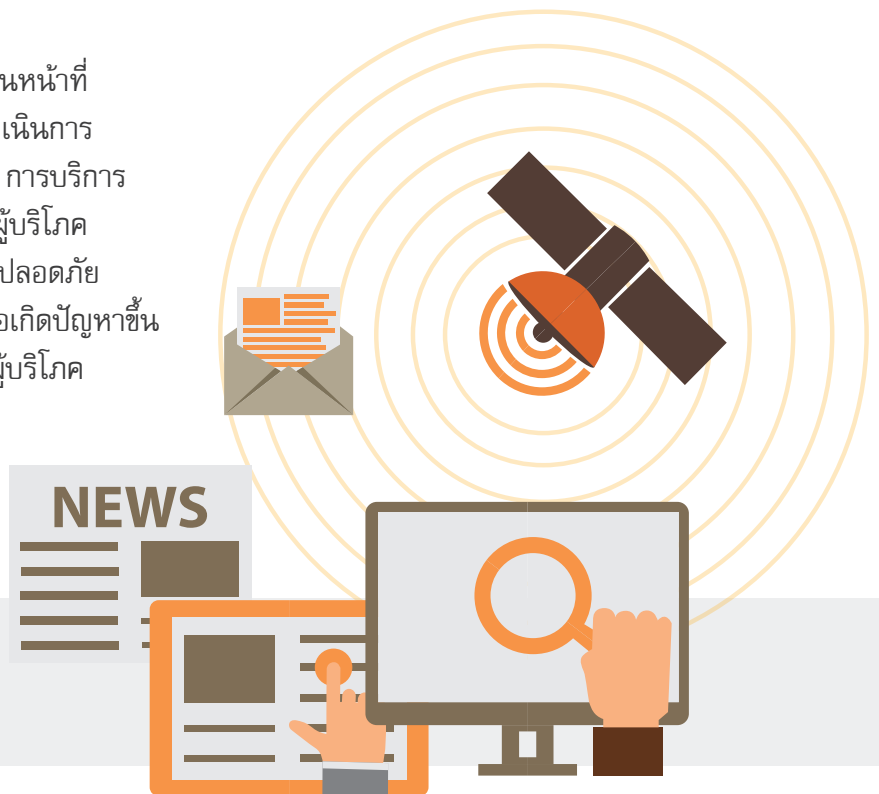 นหน้าที่
เนินการ
การบริการ
ผู้บริโภค
ปลอดภัย
อเกิดปัญหาขึ้น
ผู้บริโภค
NEWS